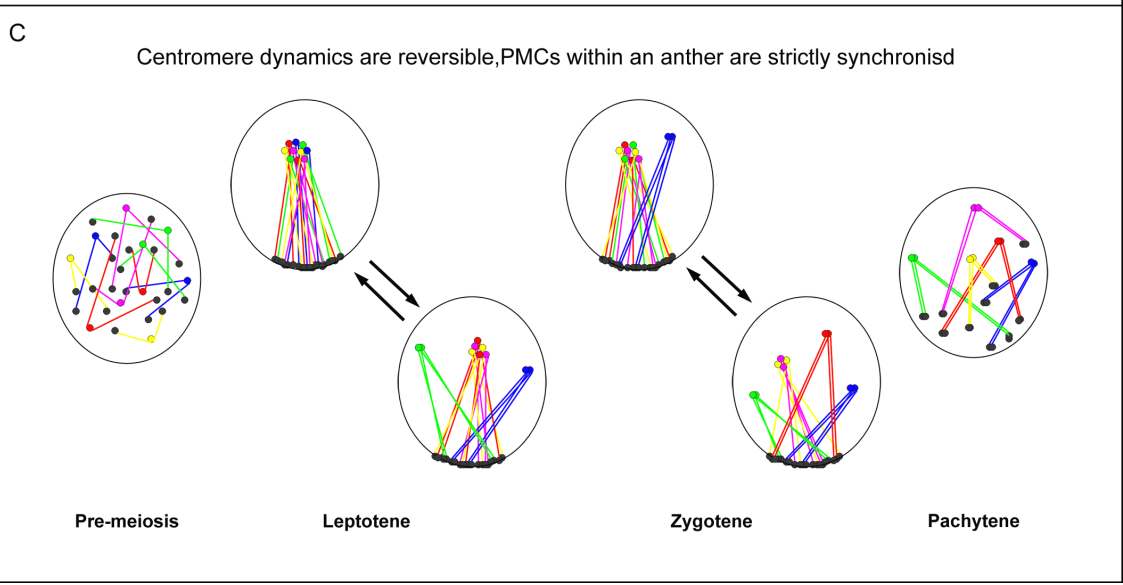 C
Centromere dynamics are reversible,PMCs within an anther are strictly synchronisd
Pre-meiosis
Leptotene
Zygotene
Pachytene